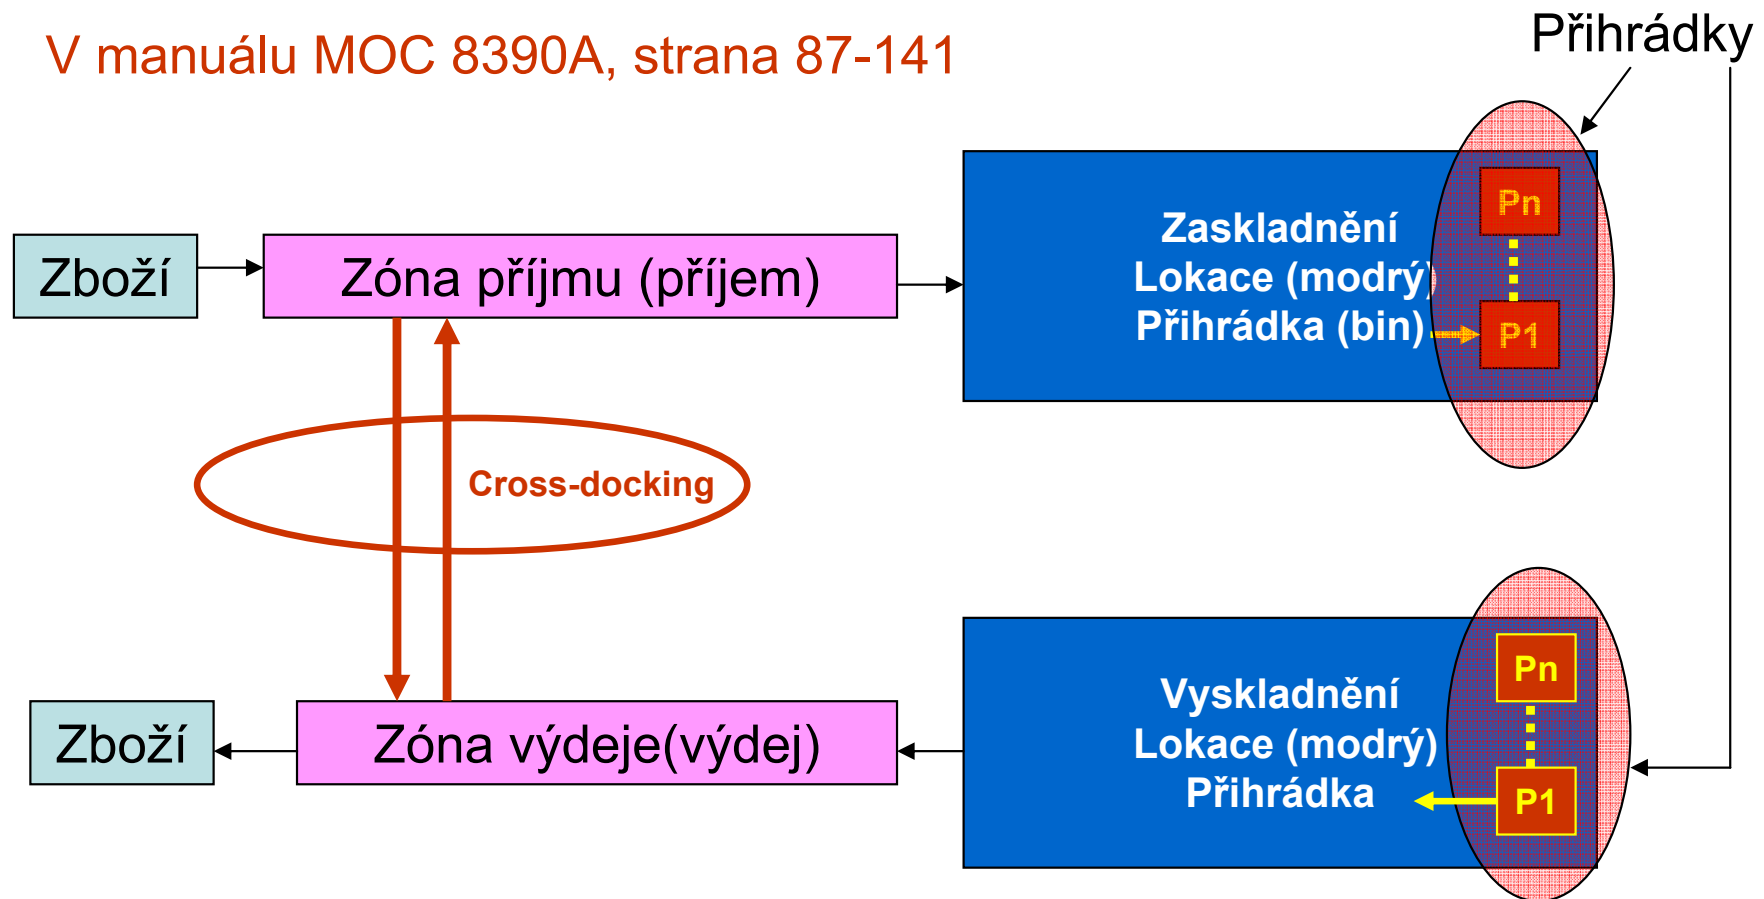 V manuálu MOC 8390A, strana 87-141
Přihrádky
Zboží
Zóna příjmu (příjem)
Zaskladnění
Lokace (modrý)
Přihrádka (bin)
Pn
P1
Cross-docking
Zboží
Zóna výdeje(výdej)
Vyskladnění
Lokace (modrý)
Přihrádka
Pn
P1